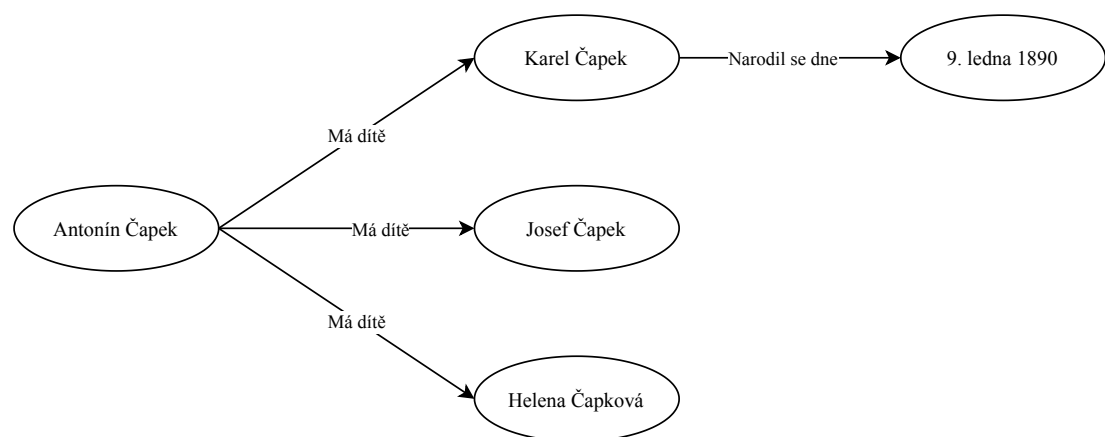 Karel Čapek
Narodil se dne
9. ledna 1890
Má dítě
Antonín Čapek
Má dítě
Josef Čapek
Má dítě
Helena Čapková